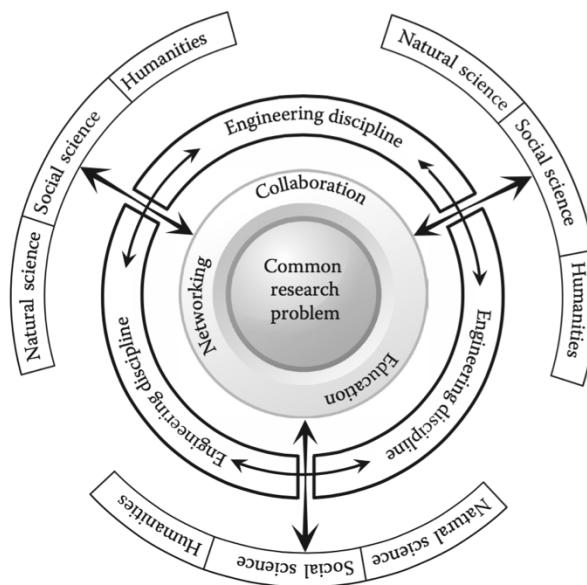 Humanities
Social science
Natural science
Natural science
Social science
Humanities
Engineering discipline
Collaboration
Networking
Education
Common
research
problem
Engineering discipline
Engineering discipline
Humanities
Social science
Natural science